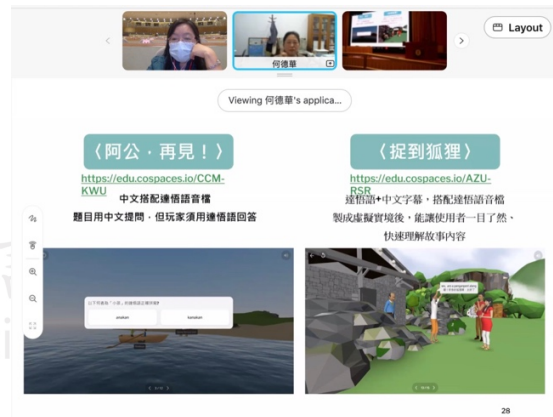 Layout
何德華
Viewing 何德華's applica...
〈阿公．再見！〉
https://edu.cospaces.io/CCM-
KWU
中文搭配達悟語音檔
題目用中文提問，但玩家須用達悟語回答
〈捉到狐狸〉
https://edu.cospaces.io/AZU-
RSR
達悟語+中文字幕，搭配達悟語音檔
製成虛擬實境後，能讓使用者一目了然、
快速理解故事內容
28